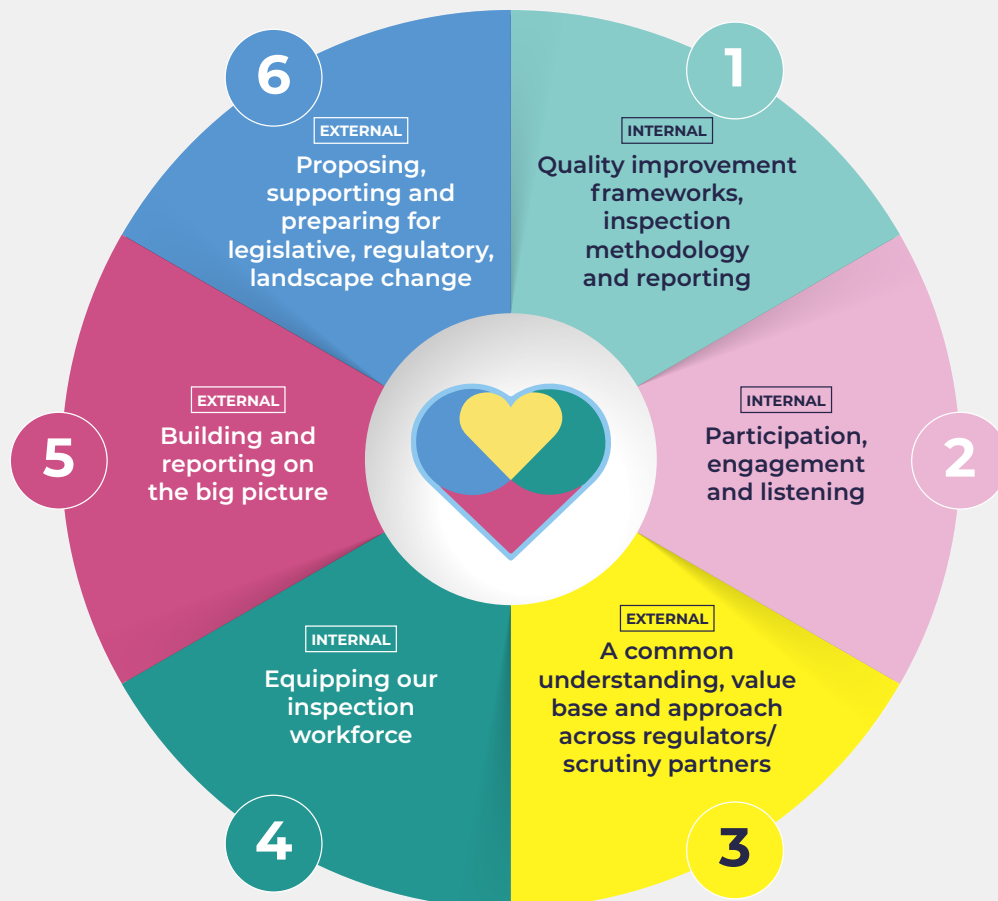 1
INTERNAL
Quality improvement
frameworks,
inspection
methodology
and reporting
2
INTERNAL
Participation,
engagement
and listening
3
EXTERNAL
A common
understanding, value
base and approach
across regulators/
scrutiny partners
4
INTERNAL
Equipping our
inspection
workforce
5
EXTERNAL
Building and
reporting on
the big picture
6
EXTERNAL
Proposing,
supporting and
preparing for
legislative, regulatory,
landscape change